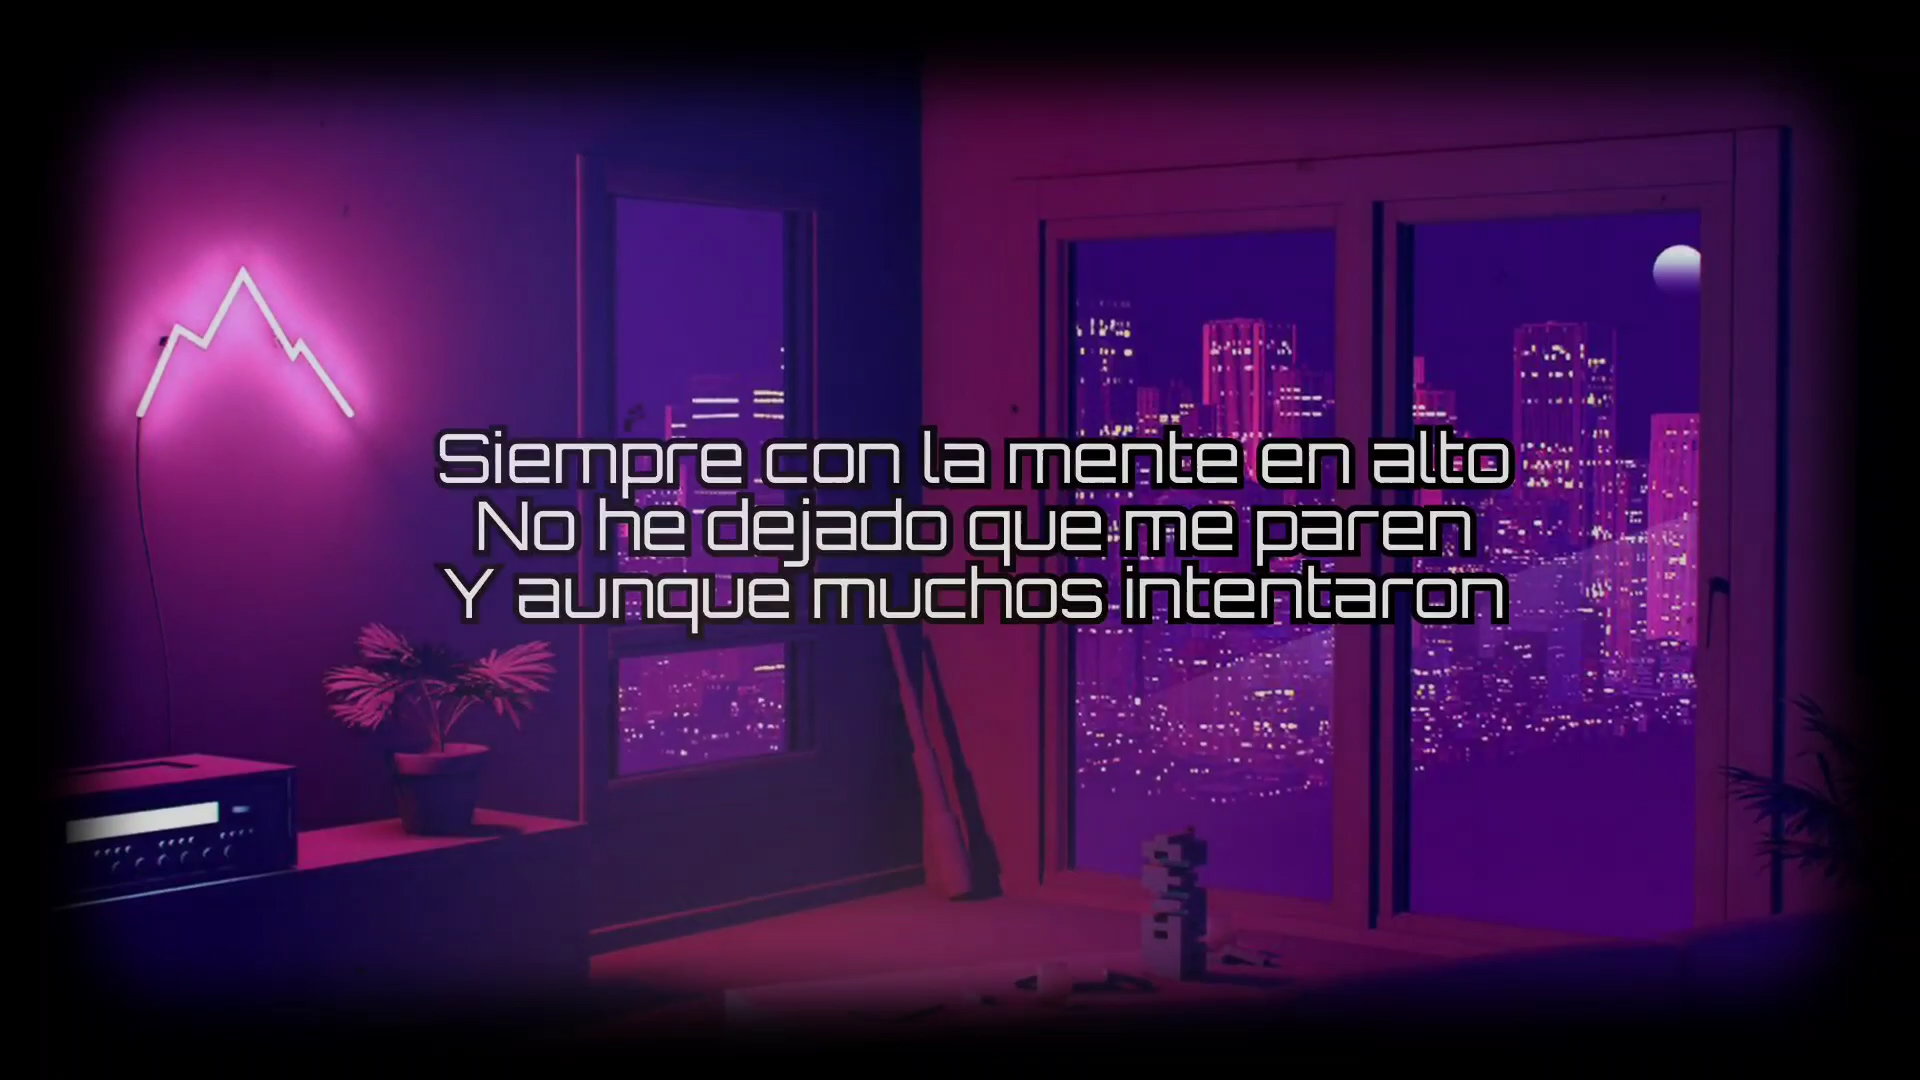 Siempre con la mente en alto
No he dejado que me paren
Y aunque muchos intentaron